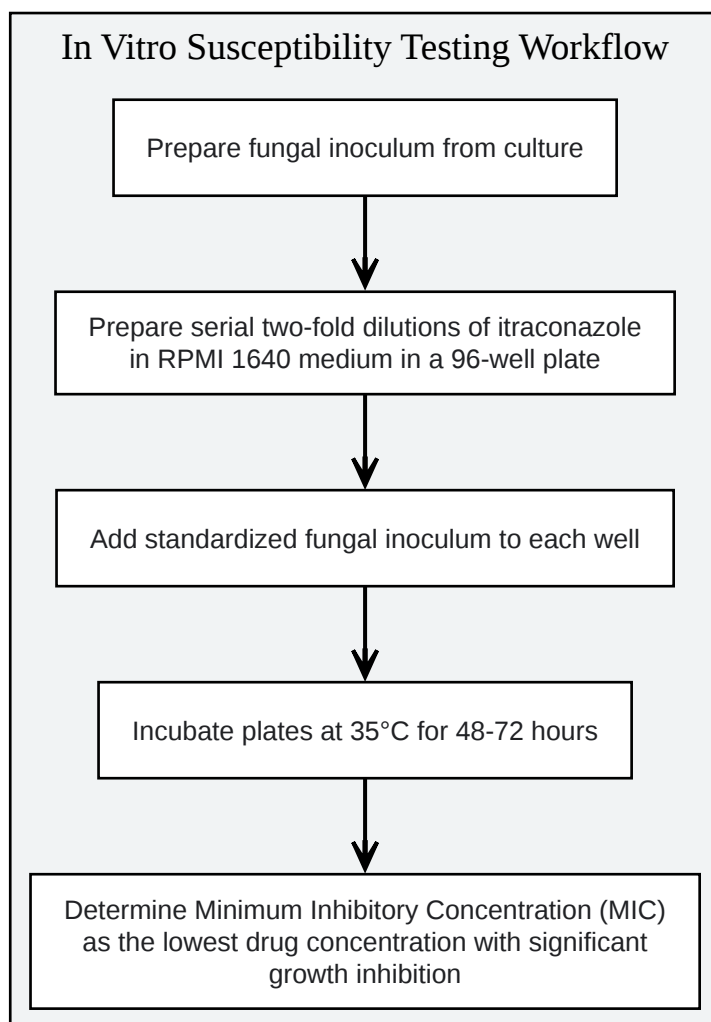 In Vitro Susceptibility Testing Workflow
Prepare fungal inoculum from culture
Prepare serial two-fold dilutions of itraconazole
in RPMI 1640 medium in a 96-well plate
Add standardized fungal inoculum to each well
Incubate plates at 35°C for 48-72 hours
Determine Minimum Inhibitory Concentration (MIC)
as the lowest drug concentration with significant
growth inhibition